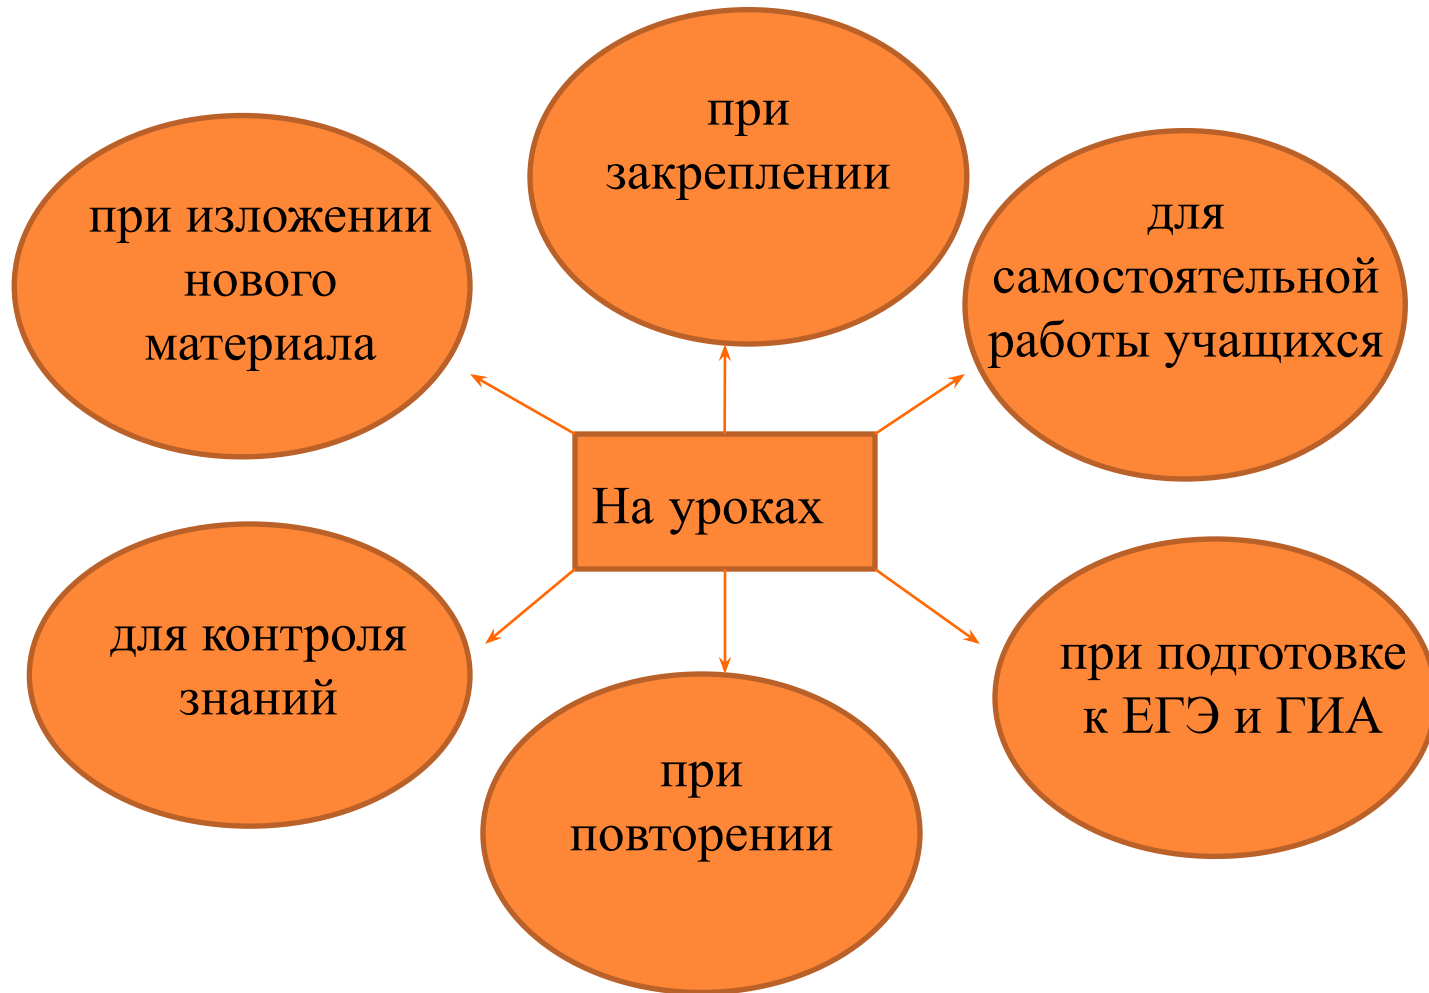 при
закреплении
при изложении
нового
материала
для
самостоятельной
работы учащихся
На уроках
для контроля
знаний
при подготовке
к ЕГЭ и ГИА
при
повторении